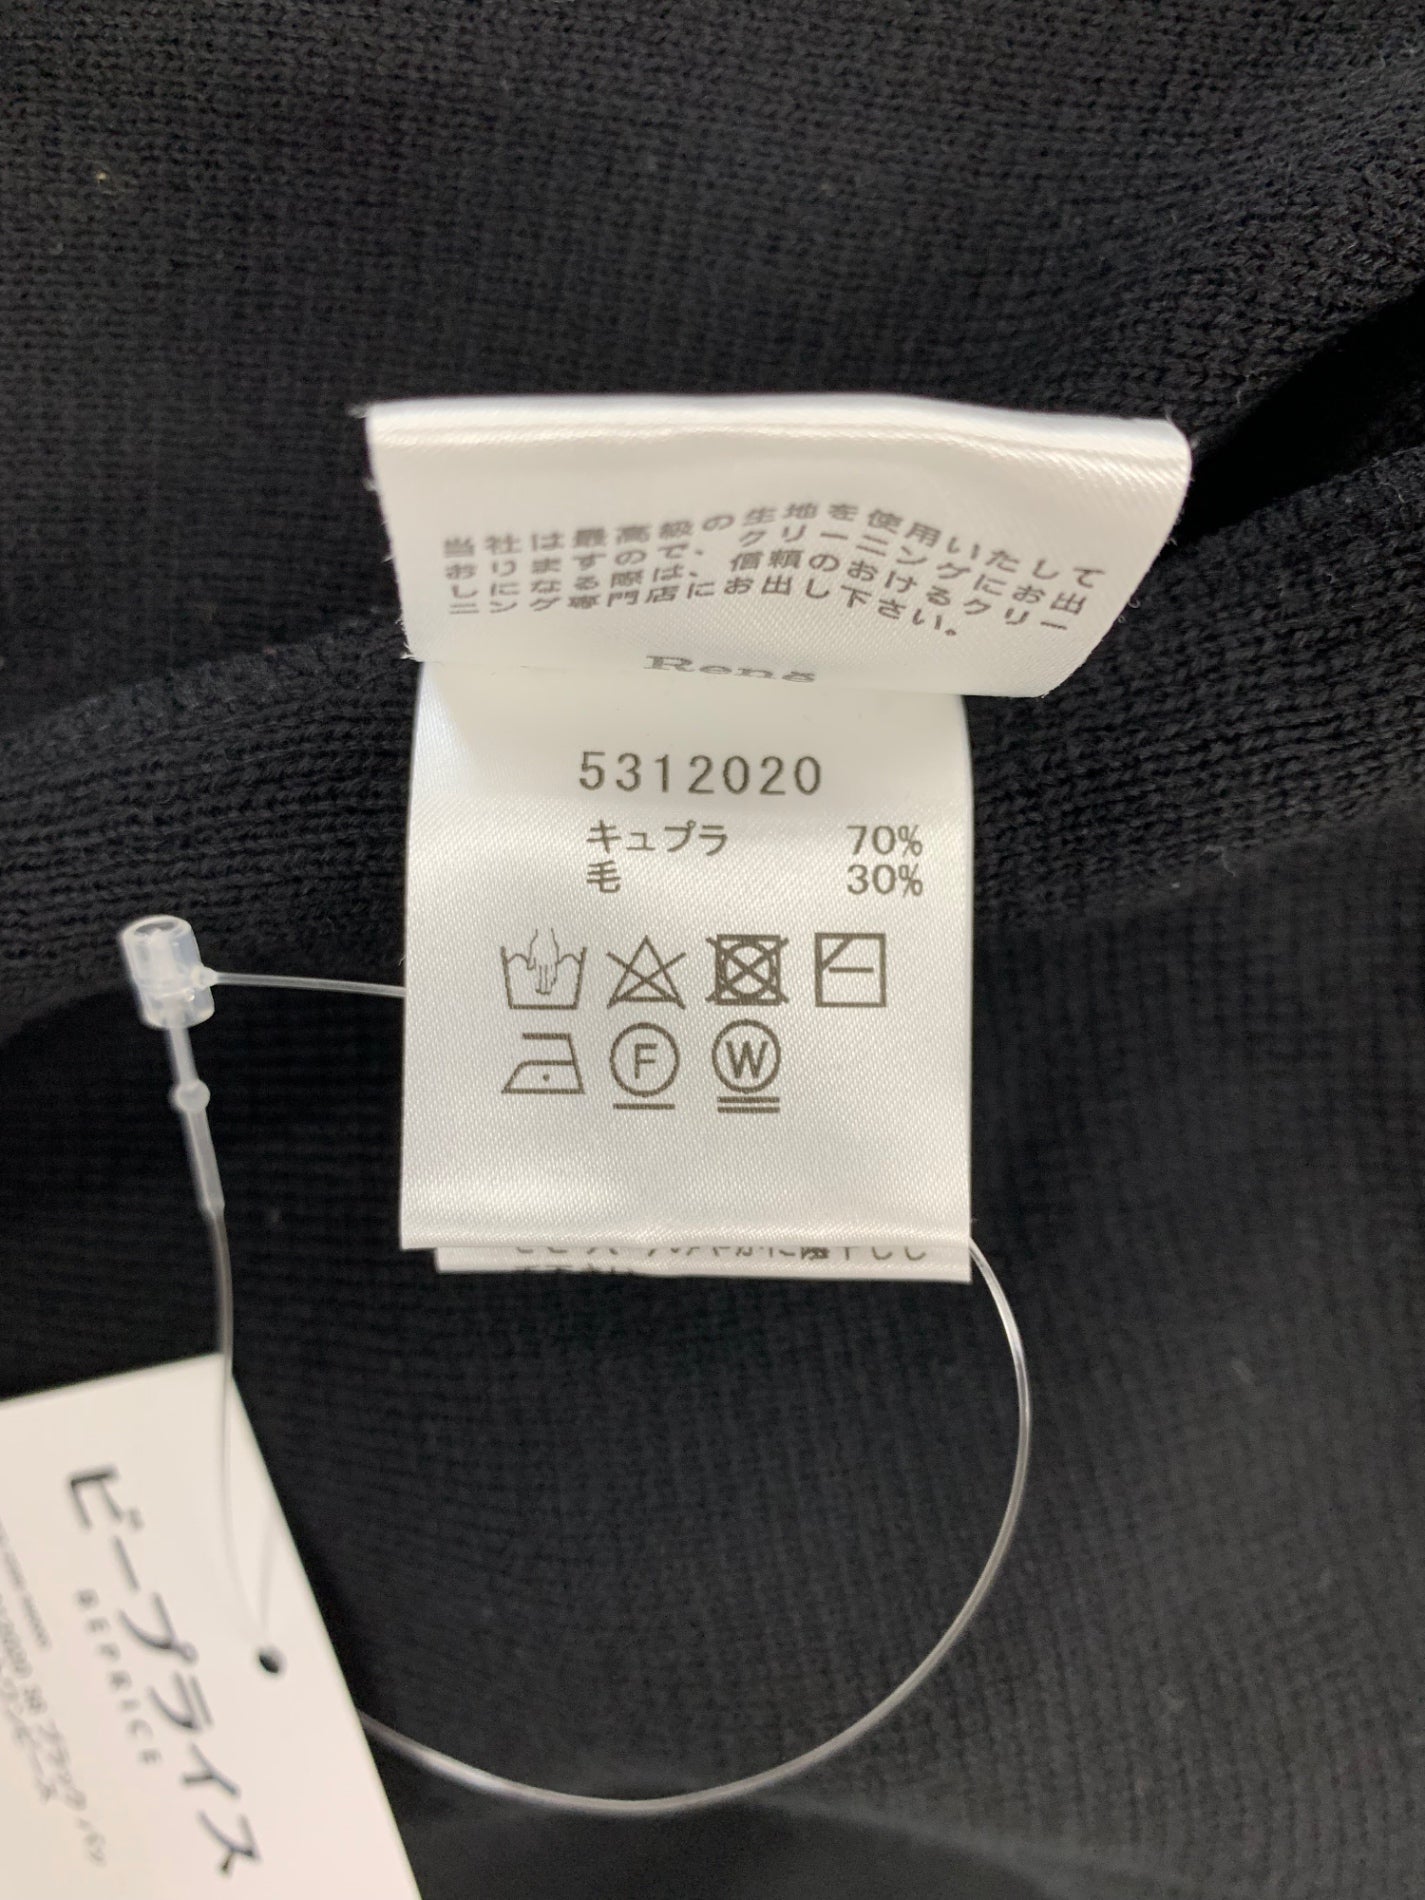 当社は最高級の生地を使用いたして
おりますので、クリーニングにお出
しになる際は、信頼のおけるクリー
ニング専門店にお出し下さい。
René
5312020
キュプラ 70%
毛 30%
F W
ビープライス
BEPRICE